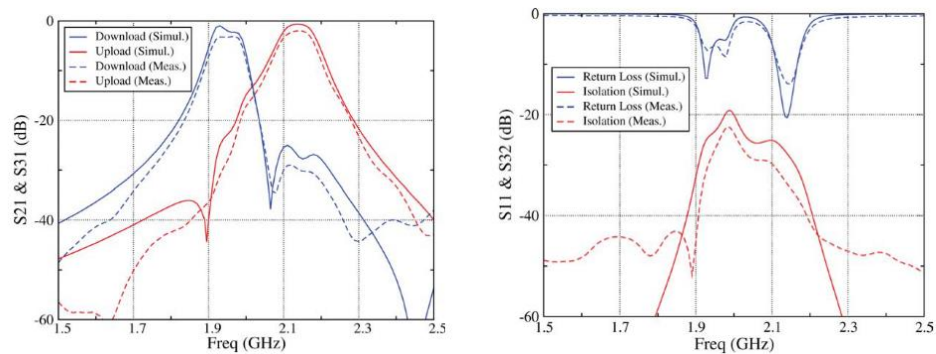 0
-20
-40
-60
S21 & S31 (dB)
Download (Simul.)
Upload (Simul.)
Download (Meas.)
Upload (Meas.)
1.5 1.7 1.9 2.1 2.3 2.5
Freq (GHz)
0
-20
-40
-60
S11 & S32 (dB)
Return Loss (Simul.)
Isolation (Simul.)
Return Loss (Meas.)
Isolation (Meas.)
1.5 1.7 1.9 2.1 2.3 2.5
Freq (GHz)